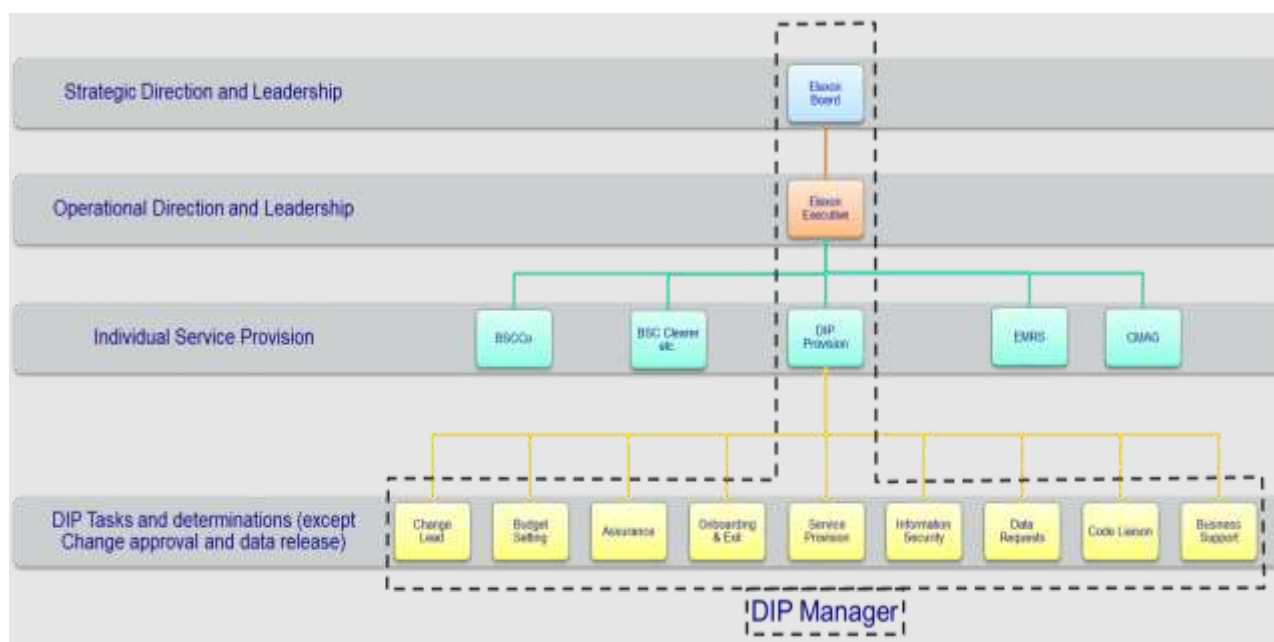 Strategic Direction and Leadership
Elexon
Board
Operational Direction and Leadership
Elexon
Executive
Individual Service Provision
BSCCo
BSC Clearer
etc.
DIP
Provision
EMRS
CMAG
DIP Tasks and determinations (except
Change approval and data release)
Change
Lead
Budget
Setting
Assurance
Onboarding
& Exit
Service
Provision
Information
Security
Data
Requests
Code Liaison
Business
Support
DIP Manager